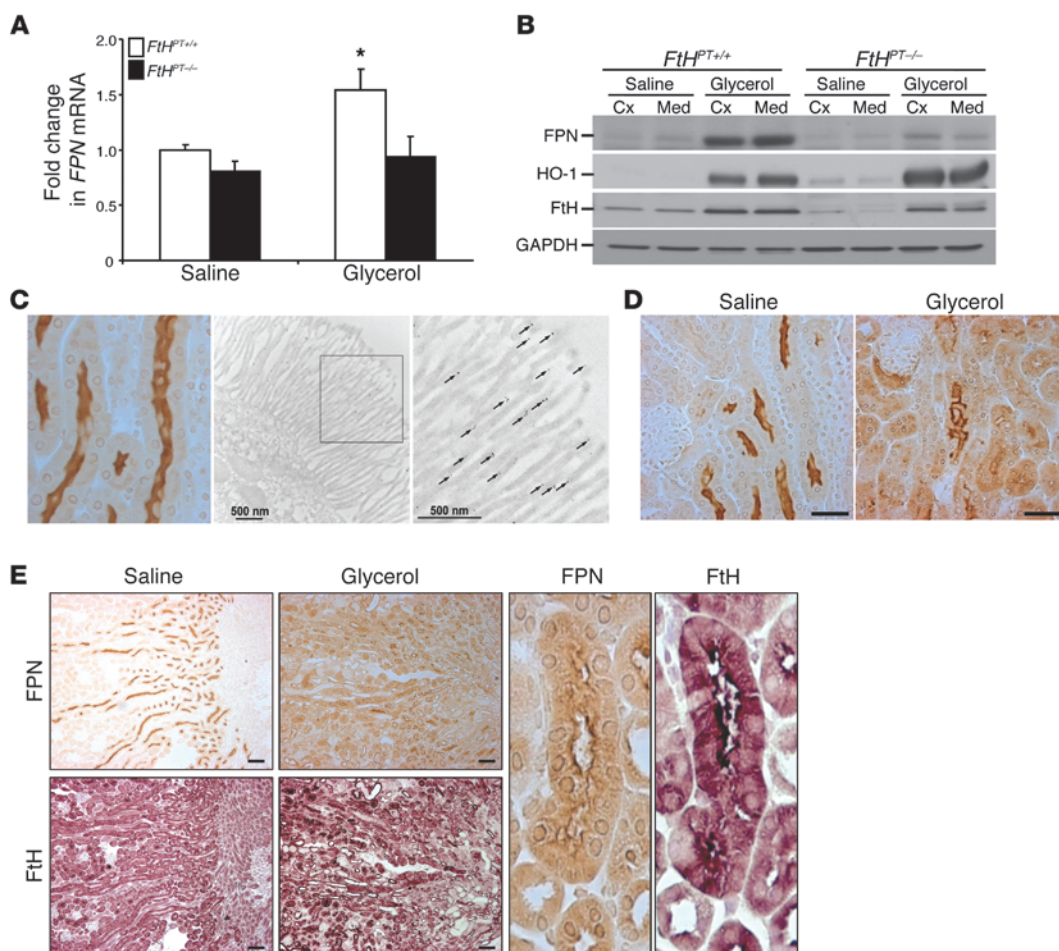 A
2.0
1.5
1.0
0.5
0
Fold change
in FPN mRNA
FtH^PT+/+
FtH^PT–/–
*
Saline Glycerol
B
FtH^PT+/+ FtH^PT–/–
Saline Glycerol Saline Glycerol
Cx Med Cx Med Cx Med Cx Med
FPN
HO-1
FtH
GAPDH
C
500 nm 500 nm
D
Saline Glycerol
E
Saline Glycerol FPN FtH
FPN
FtH